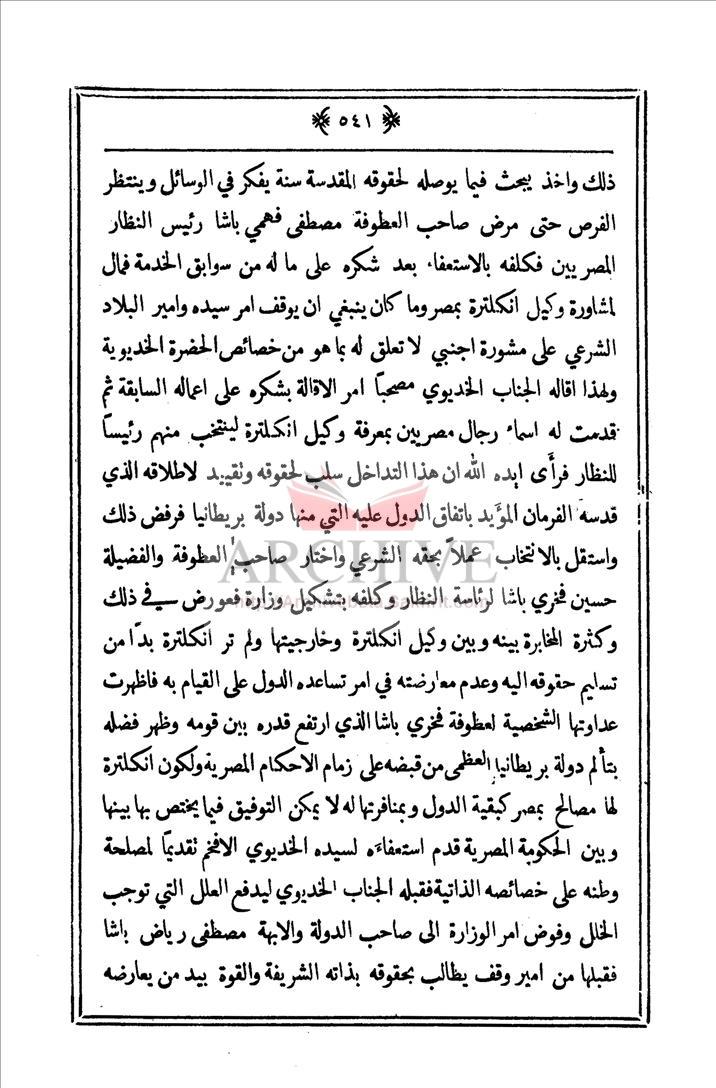 ٥٤١
ذلك واخذ يبحث فيما يوصله لحقوقه المقدسة سنة يفكر في الوسائل وينتظر
الفرص حتى مرض صاحب العطوفة مصطفى فهمي باشا رئيس النظار
المصريين فكلفه بالاستعفاء بعد شكره على ما له من سوابق الخدمة فمال
لمشاورة وكيل انكلترة بمصر وما كان ينبغي ان يوقف امر سيده وامير البلاد
الشرعي على مشورة اجنبي لا تعلق له بما هو من خصائص الحضرة الخديوية
ولهذا اقاله الجناب الخديوي مصحباً امر الاقالة بشكره على اعماله السابقة ثم
قدمت له اسماء رجال مصريين بمعرفة وكيل انكلترة لينتخب منهم رئيساً
للنظار فرأى ايده الله ان هذا التداخل سلب لحقوقه وتقييد لاطلاقه الذي
قدسه الفرمان المؤيد باتفاق الدول عليه التي منها دولة بريطانيا فرفض ذلك
واستقل بالانتخاب عملاً بحقه الشرعي واختار صاحب العطوفة والفضيلة
حسين فخري باشا لرئاسة النظار وكلفه بتشكيل وزارة فعورض في ذلك
وكثرة المخابرة بينه وبين وكيل انكلترة وخارجيتها ولم تر انكلترة بدًا من
تسليم حقوقه اليه وعدم معارضته في امر تساعده الدول على القيام به فاظهرت
عداوتها الشخصية لعطوفة فخري باشا الذي ارتفع قدره بين قومه وظهر فضله
بتألم دولة بريطانيا العظمى من قبضه على زمام الاحكام المصرية ولكون انكلترة
لها مصالح بمصر كبقية الدول وبمنافرتها له لا يمكن التوفيق فيما يختص بها بينها
وبين الحكومة المصرية قدم استعفاءه لسيده الخديوي الافخم تقديمًا لمصلحة
وطنه على خصائصه الذاتية فقبله الجناب الخديوي ليدفع العلل التي توجب
الخلل وفوض امر الوزارة الى صاحب الدولة والابهة مصطفى رياض باشا
فقبلها من امير وقف يطالب بحقوقه بذاته الشريفة والقوة بيد من يعارضه
ARCHIVE